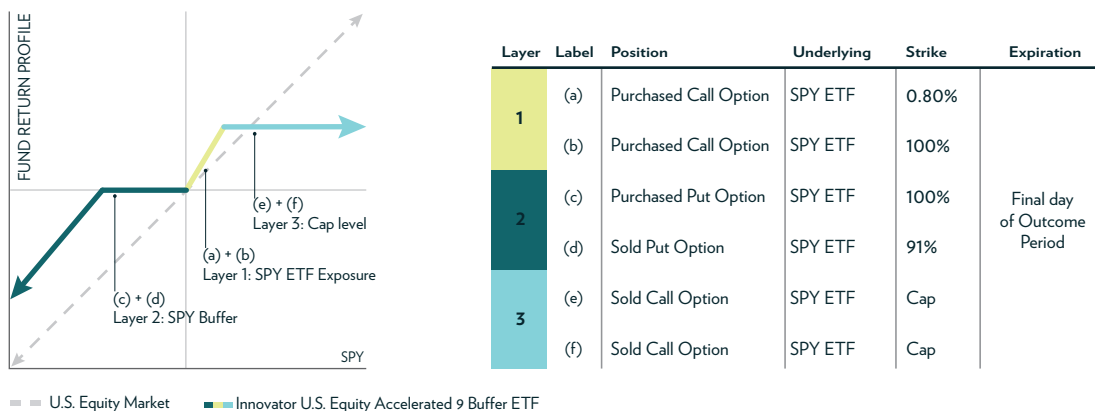 FUND RETURN PROFILE
(e) + (f)
Layer 3: Cap level
(a) + (b)
Layer 1: SPY ETF Exposure
(c) + (d)
Layer 2: SPY Buffer
SPY
U.S. Equity Market
Innovator U.S. Equity Accelerated 9 Buffer ETF
Layer Label Position Underlying Strike Expiration
1
(a) Purchased Call Option SPY ETF 0.80%
(b) Purchased Call Option SPY ETF 100%
2
(c) Purchased Put Option SPY ETF 100%
(d) Sold Put Option SPY ETF 91%
3
(e) Sold Call Option SPY ETF Cap
(f) Sold Call Option SPY ETF Cap
Final day
of Outcome
Period